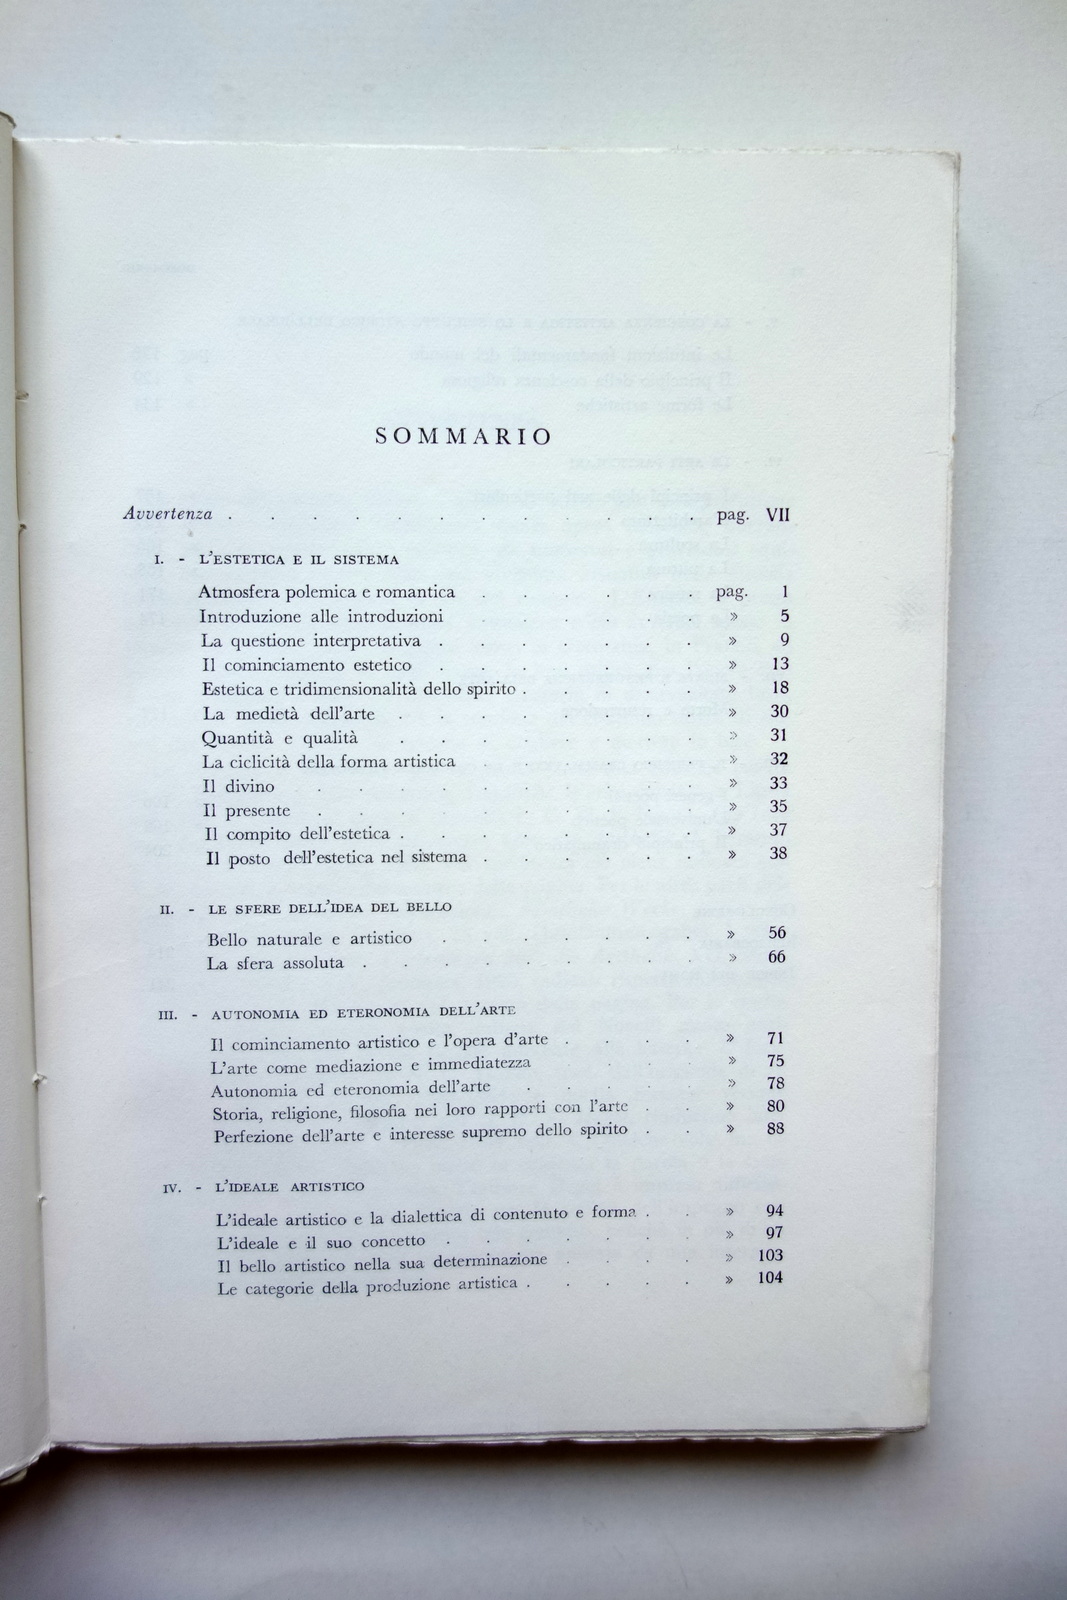 SOMMARIO
Avvertenza . . . . . . . . . . . . pag. VII
I. - L'ESTETICA E IL SISTEMA
Atmosfera polemica e romantica . . . . . . pag. 1
Introduzione alle introduzioni . . . . . . » 5
La questione interpretativa . . . . . . . » 9
Il cominciamento estetico . . . . . . . » 13
Estetica e tridimensionalità dello spirito . . . . . » 18
La medietà dell'arte . . . . . . . . » 30
Quantità e qualità . . . . . . . . » 31
La ciclicità della forma artistica . . . . . . » 32
Il divino . . . . . . . . . . » 33
Il presente . . . . . . . . . . » 35
Il compito dell'estetica . . . . . . . . » 37
Il posto dell'estetica nel sistema . . . . . . » 38
II. - LE SFERE DELL'IDEA DEL BELLO
Bello naturale e artistico . . . . . . . » 56
La sfera assoluta . . . . . . . . . » 66
III. - AUTONOMIA ED ETERONOMIA DELL'ARTE
Il cominciamento artistico e l'opera d'arte . . . . » 71
L'arte come mediazione e immediatezza . . . . » 75
Autonomia ed eteronomia dell'arte . . . . . » 78
Storia, religione, filosofia nei loro rapporti con l'arte . . » 80
Perfezione dell'arte e interesse supremo dello spirito . . » 88
IV. - L'IDEALE ARTISTICO
L'ideale artistico e la dialettica di contenuto e forma . . » 94
L'ideale e il suo concetto . . . . . . . » 97
Il bello artistico nella sua determinazione . . . . » 103
Le categorie della produzione artistica . . . . . » 104